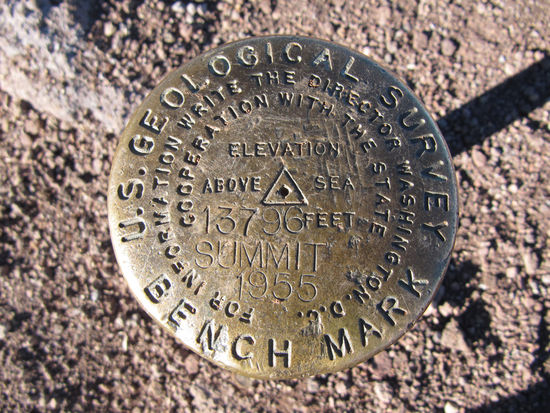 U.S. GEOLOGICAL SURVEY
FOR INFORMATION WRITE THE DIRECTOR WASHINGTON, D.C.
COOPERATION WITH THE STATE
ELEVATION
ABOVE SEA
13796 FEET
SUMMIT
1955
BENCH MARK